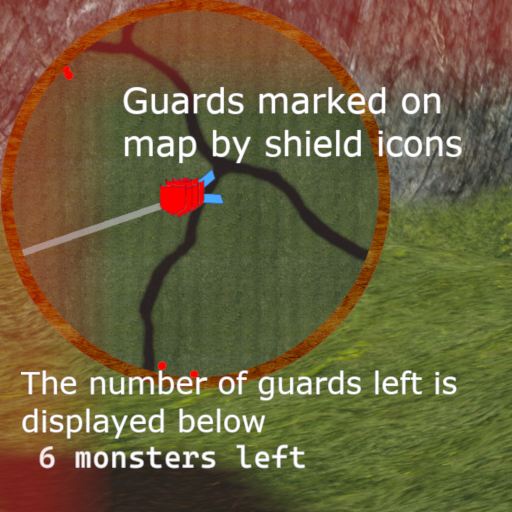 Guards marked on
map by shield icons
The number of guards left is
displayed below
6 monsters left